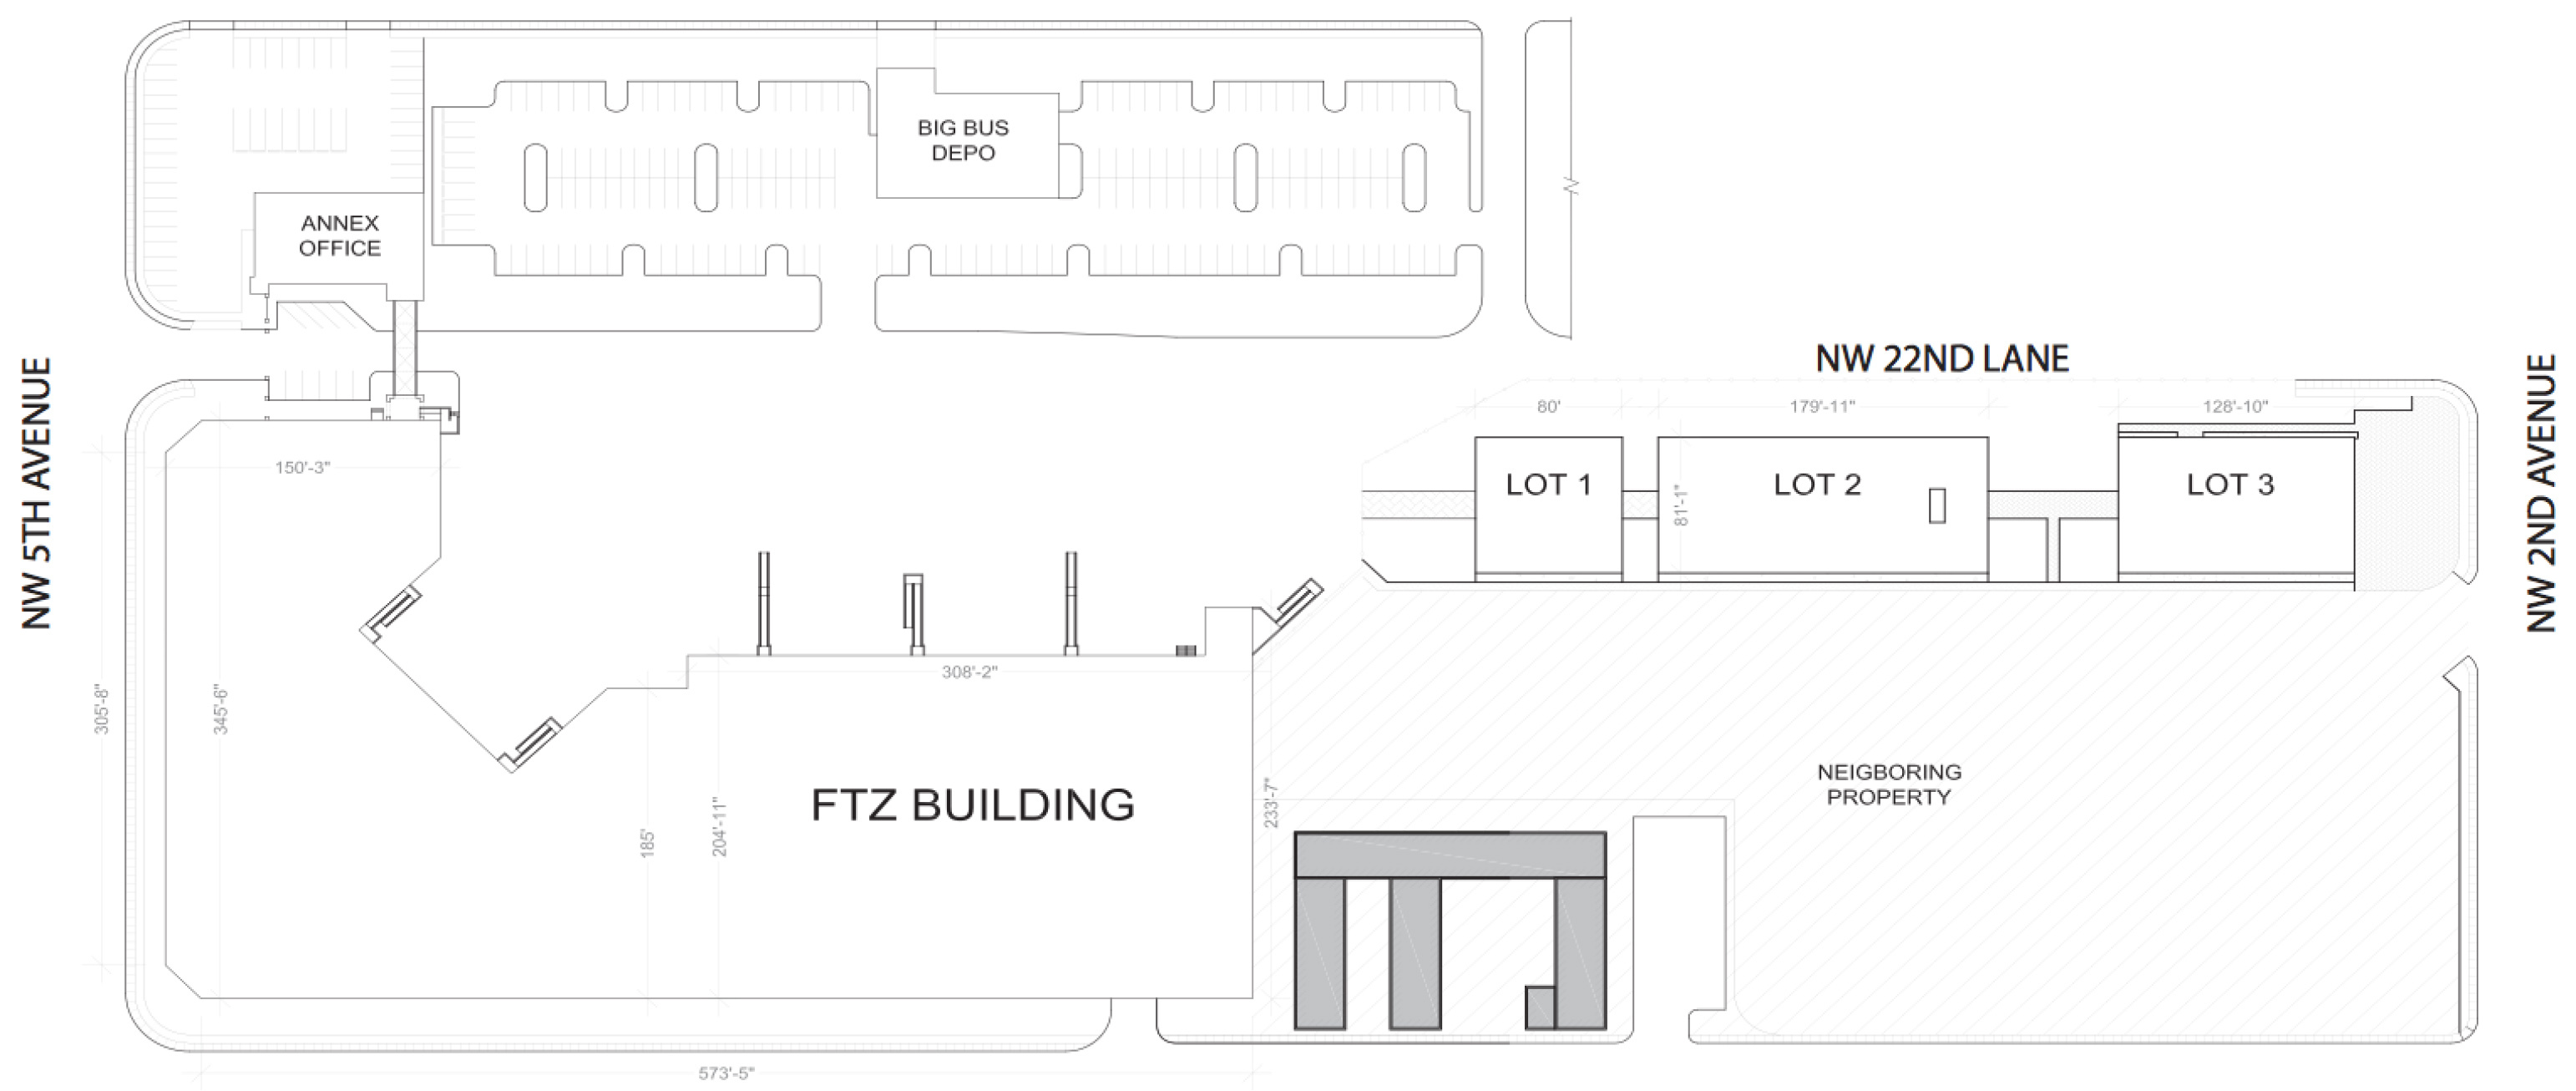 BIG BUS
DEPO
ANNEX
OFFICE
NW 5TH AVENUE
NW 22ND LANE
NW 2ND AVENUE
80'
179'-11"
128'-10"
150'-3"
LOT 1
LOT 2
LOT 3
81'-1"
308'-2"
305'-8"
345'-6"
185'
204'-11"
FTZ BUILDING
233'-7"
NEIGBORING
PROPERTY
573'-5"